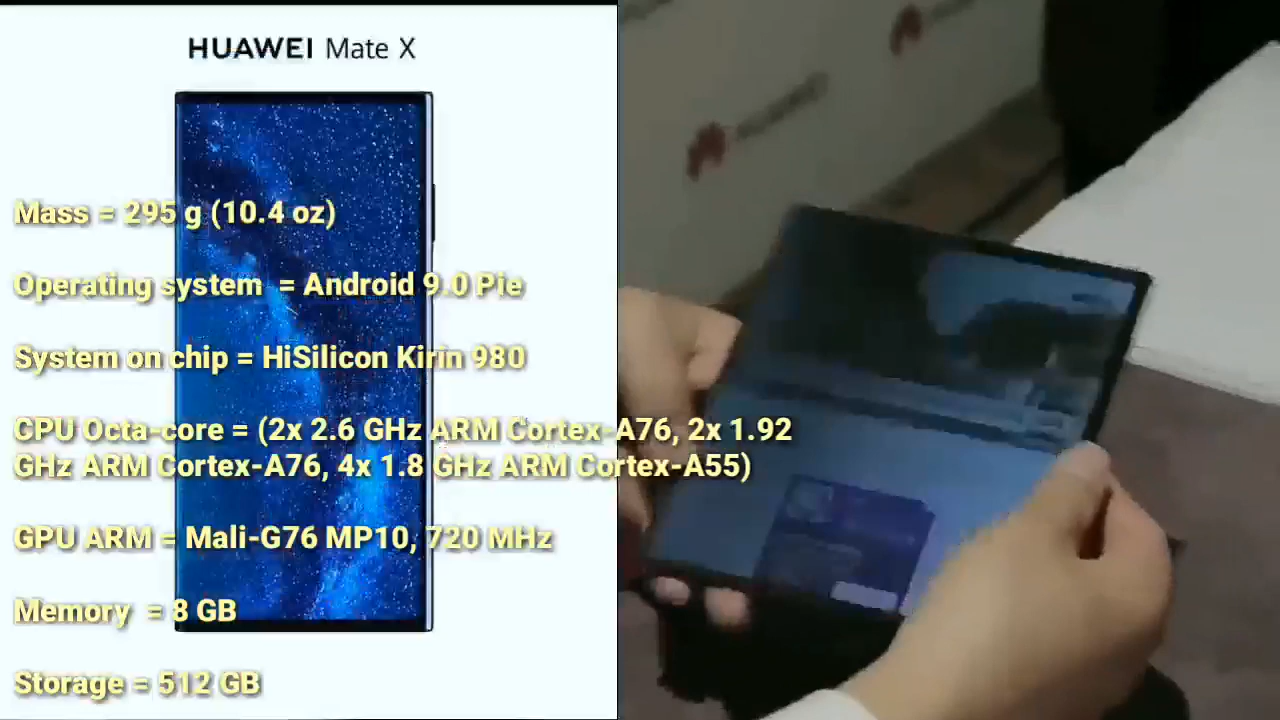 HUAWEI Mate X
Mass = 295 g (10.4 oz)
Operating system = Android 9.0 Pie
System on chip = HiSilicon Kirin 980
CPU Octa-core = (2x 2.6 GHz ARM Cortex-A76, 2x 1.92
GHz ARM Cortex-A76, 4x 1.8 GHz ARM Cortex-A55)
GPU ARM = Mali-G76 MP10, 720 MHz
Memory = 8 GB
Storage = 512 GB